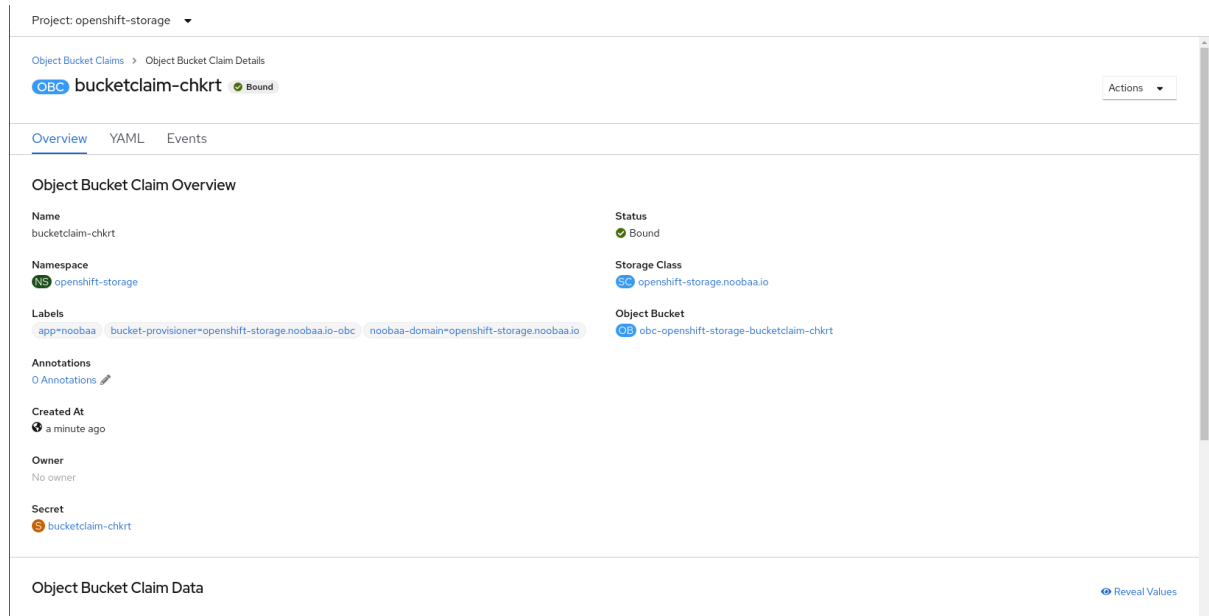 Project: openshift-storage
Object Bucket Claims > Object Bucket Claim Details
OBC bucketclaim-chkrt Bound
Actions
Overview YAML Events
Object Bucket Claim Overview
Name
bucketclaim-chkrt
Namespace
NS openshift-storage
Labels
app=noobaa bucket-provisioner=openshift-storage.noobaa.io-obc noobaa-domain=openshift-storage.noobaa.io
Annotations
0 Annotations
Created At
a minute ago
Owner
No owner
Secret
S bucketclaim-chkrt
Status
Bound
Storage Class
SC openshift-storage.noobaa.io
Object Bucket
OB obc-openshift-storage-bucketclaim-chkrt
Object Bucket Claim Data
Reveal Values